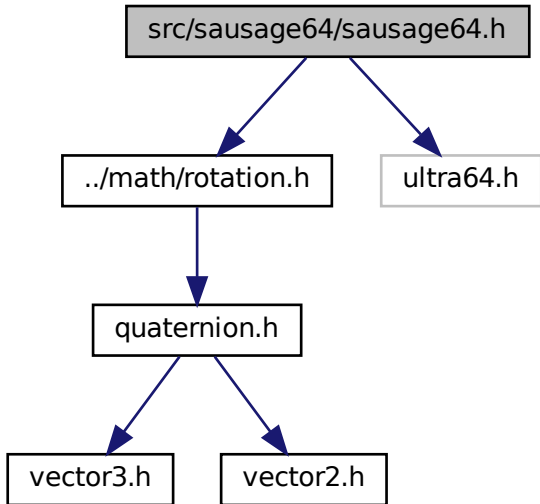 src/sausage64/sausage64.h
../math/rotation.h
ultra64.h
quaternion.h
vector3.h
vector2.h